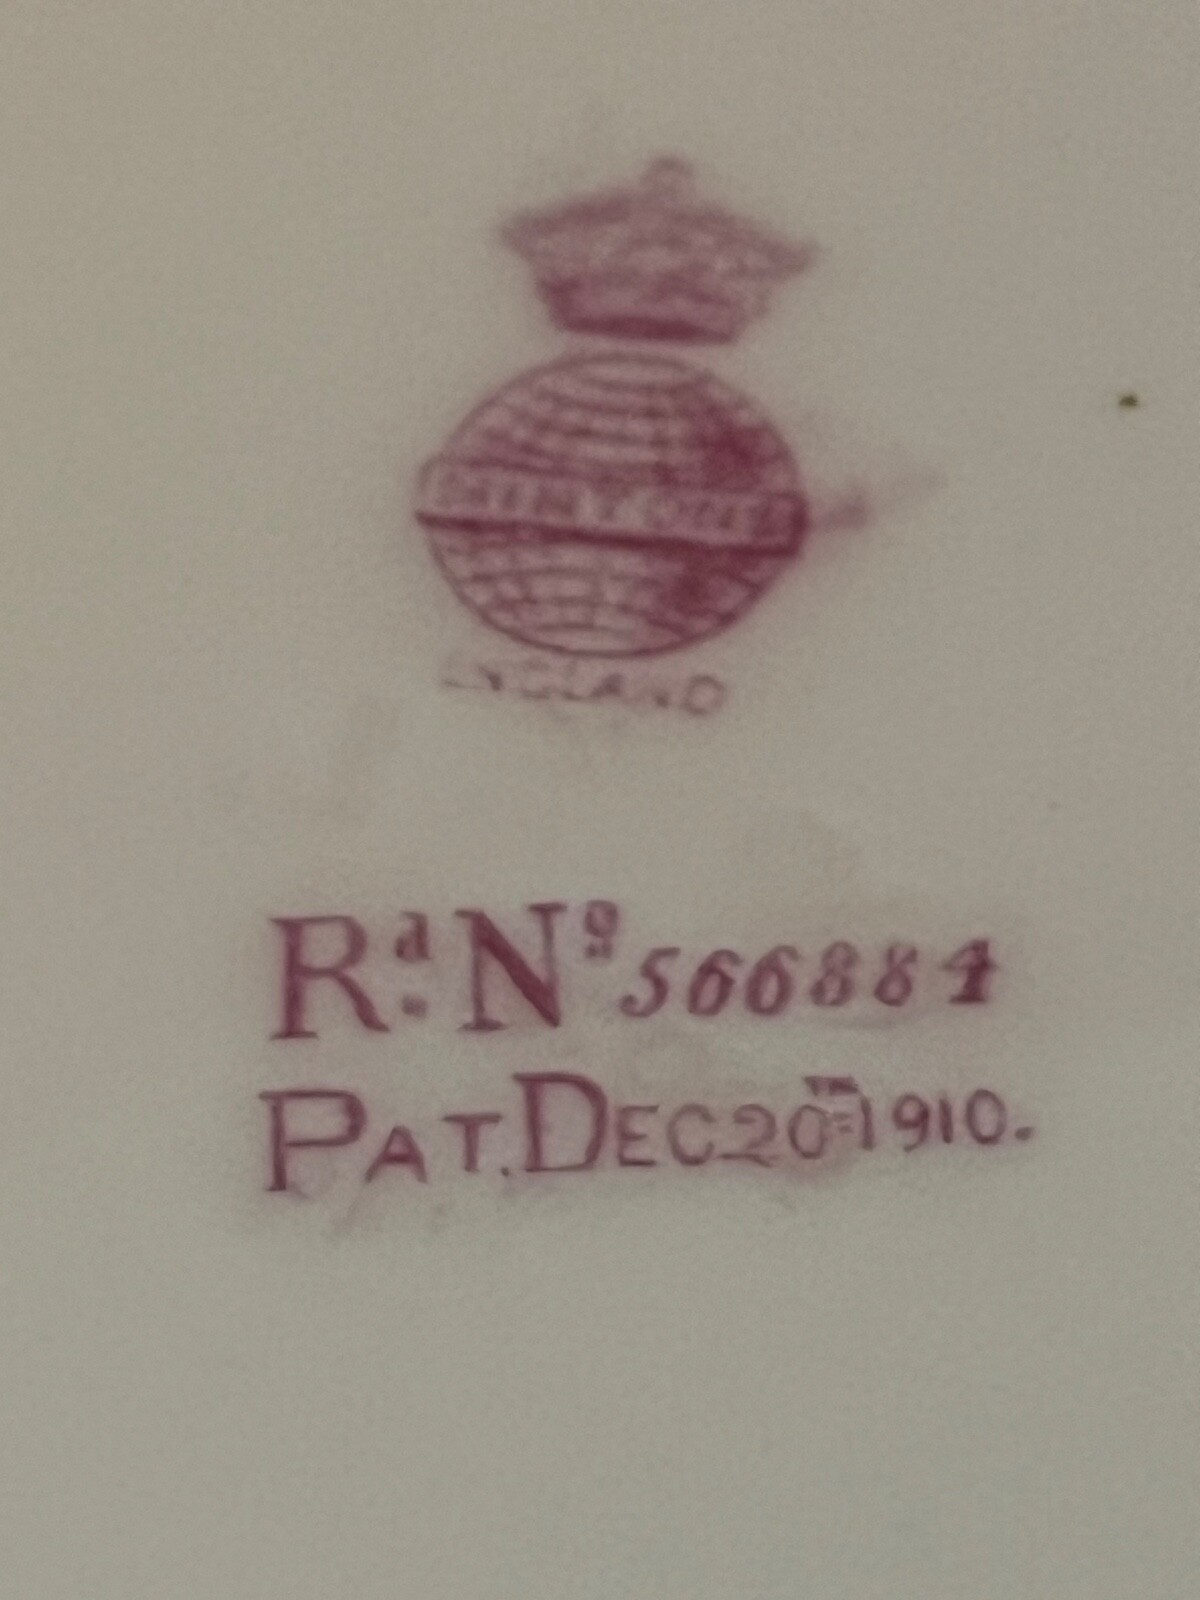 ENGLAND
Rd. No 566884
PAT. DEC 20TH 1910.